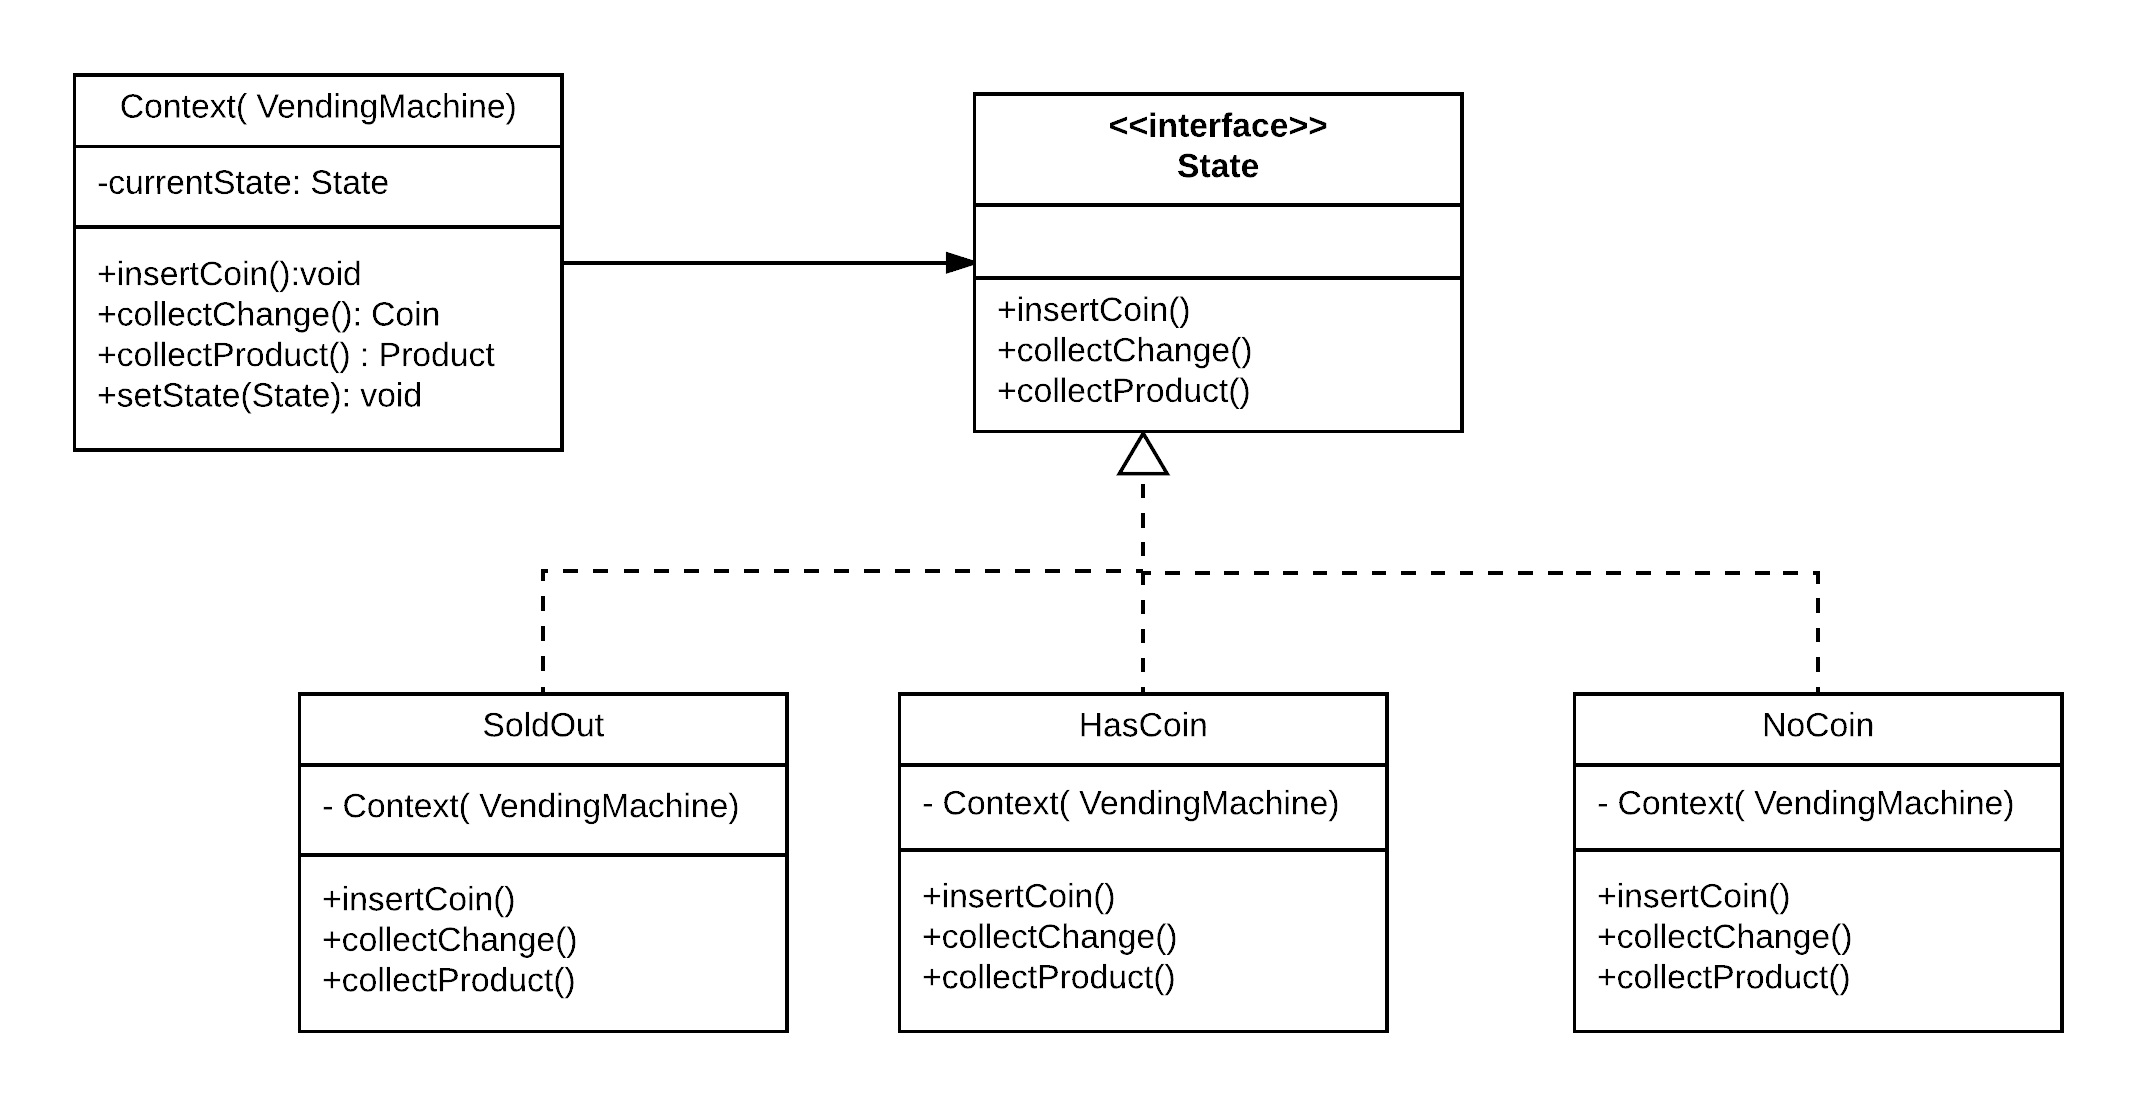 Context( VendingMachine)
-currentState: State
+insertCoin():void
+collectChange(): Coin
+collectProduct() : Product
+setState(State): void
<<interface>>
State
+insertCoin()
+collectChange()
+collectProduct()
SoldOut
- Context( VendingMachine)
+insertCoin()
+collectChange()
+collectProduct()
HasCoin
- Context( VendingMachine)
+insertCoin()
+collectChange()
+collectProduct()
NoCoin
- Context( VendingMachine)
+insertCoin()
+collectChange()
+collectProduct()